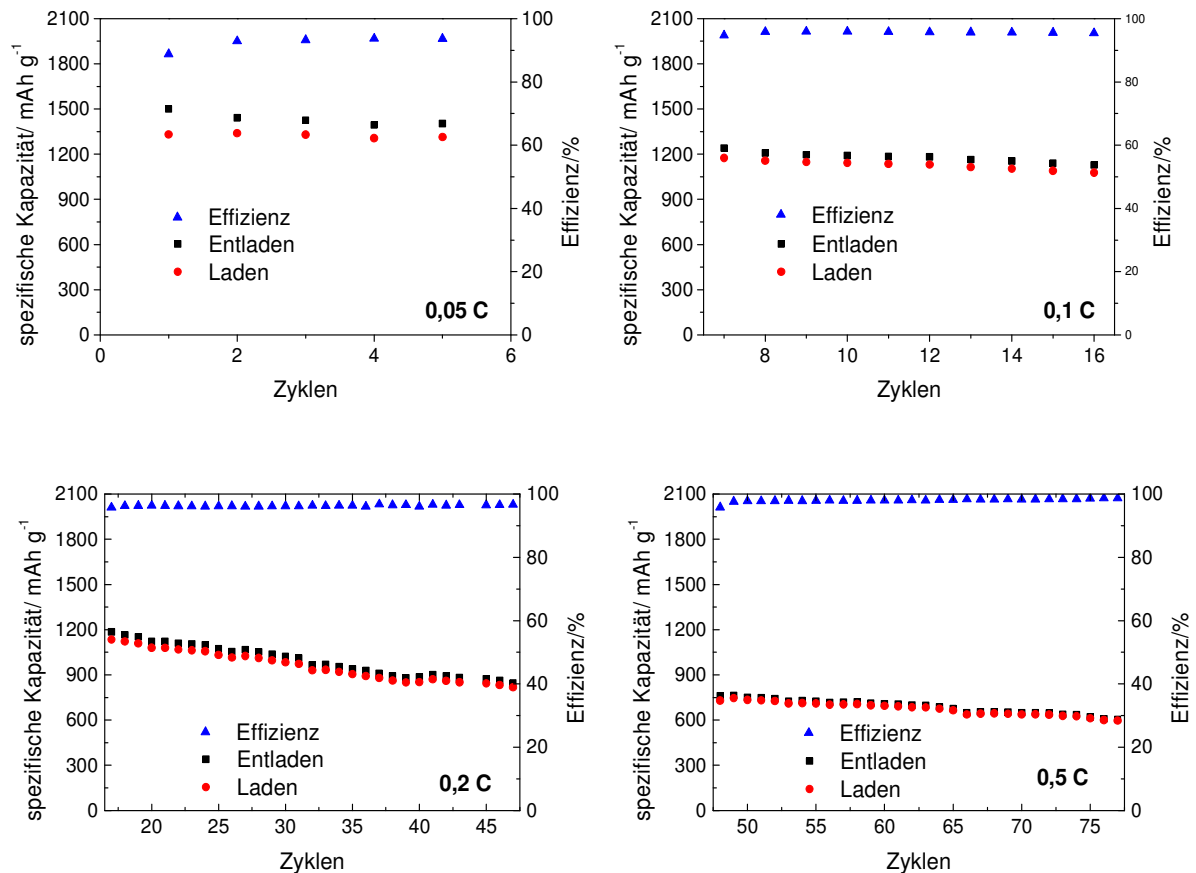 spezifische Kapazität/ mAh g⁻¹
2100
1800
1500
1200
900
600
300
0
Effizienz
Entladen
Laden
0,05 C
100
80
60
40
20
0
Effizienz/%
0
2
4
6
Zyklen
spezifische Kapazität/ mAh g⁻¹
2100
1800
1500
1200
900
600
300
0
Effizienz
Entladen
Laden
0,1 C
100
80
60
40
20
0
Effizienz/%
8
10
12
14
16
Zyklen
spezifische Kapazität/ mAh g⁻¹
2100
1800
1500
1200
900
600
300
0
Effizienz
Entladen
Laden
0,2 C
100
80
60
40
20
0
Effizienz/%
20
25
30
35
40
45
Zyklen
spezifische Kapazität/ mAh g⁻¹
2100
1800
1500
1200
900
600
300
0
Effizienz
Entladen
Laden
0,5 C
100
80
60
40
20
0
Effizienz/%
50
55
60
65
70
75
Zyklen